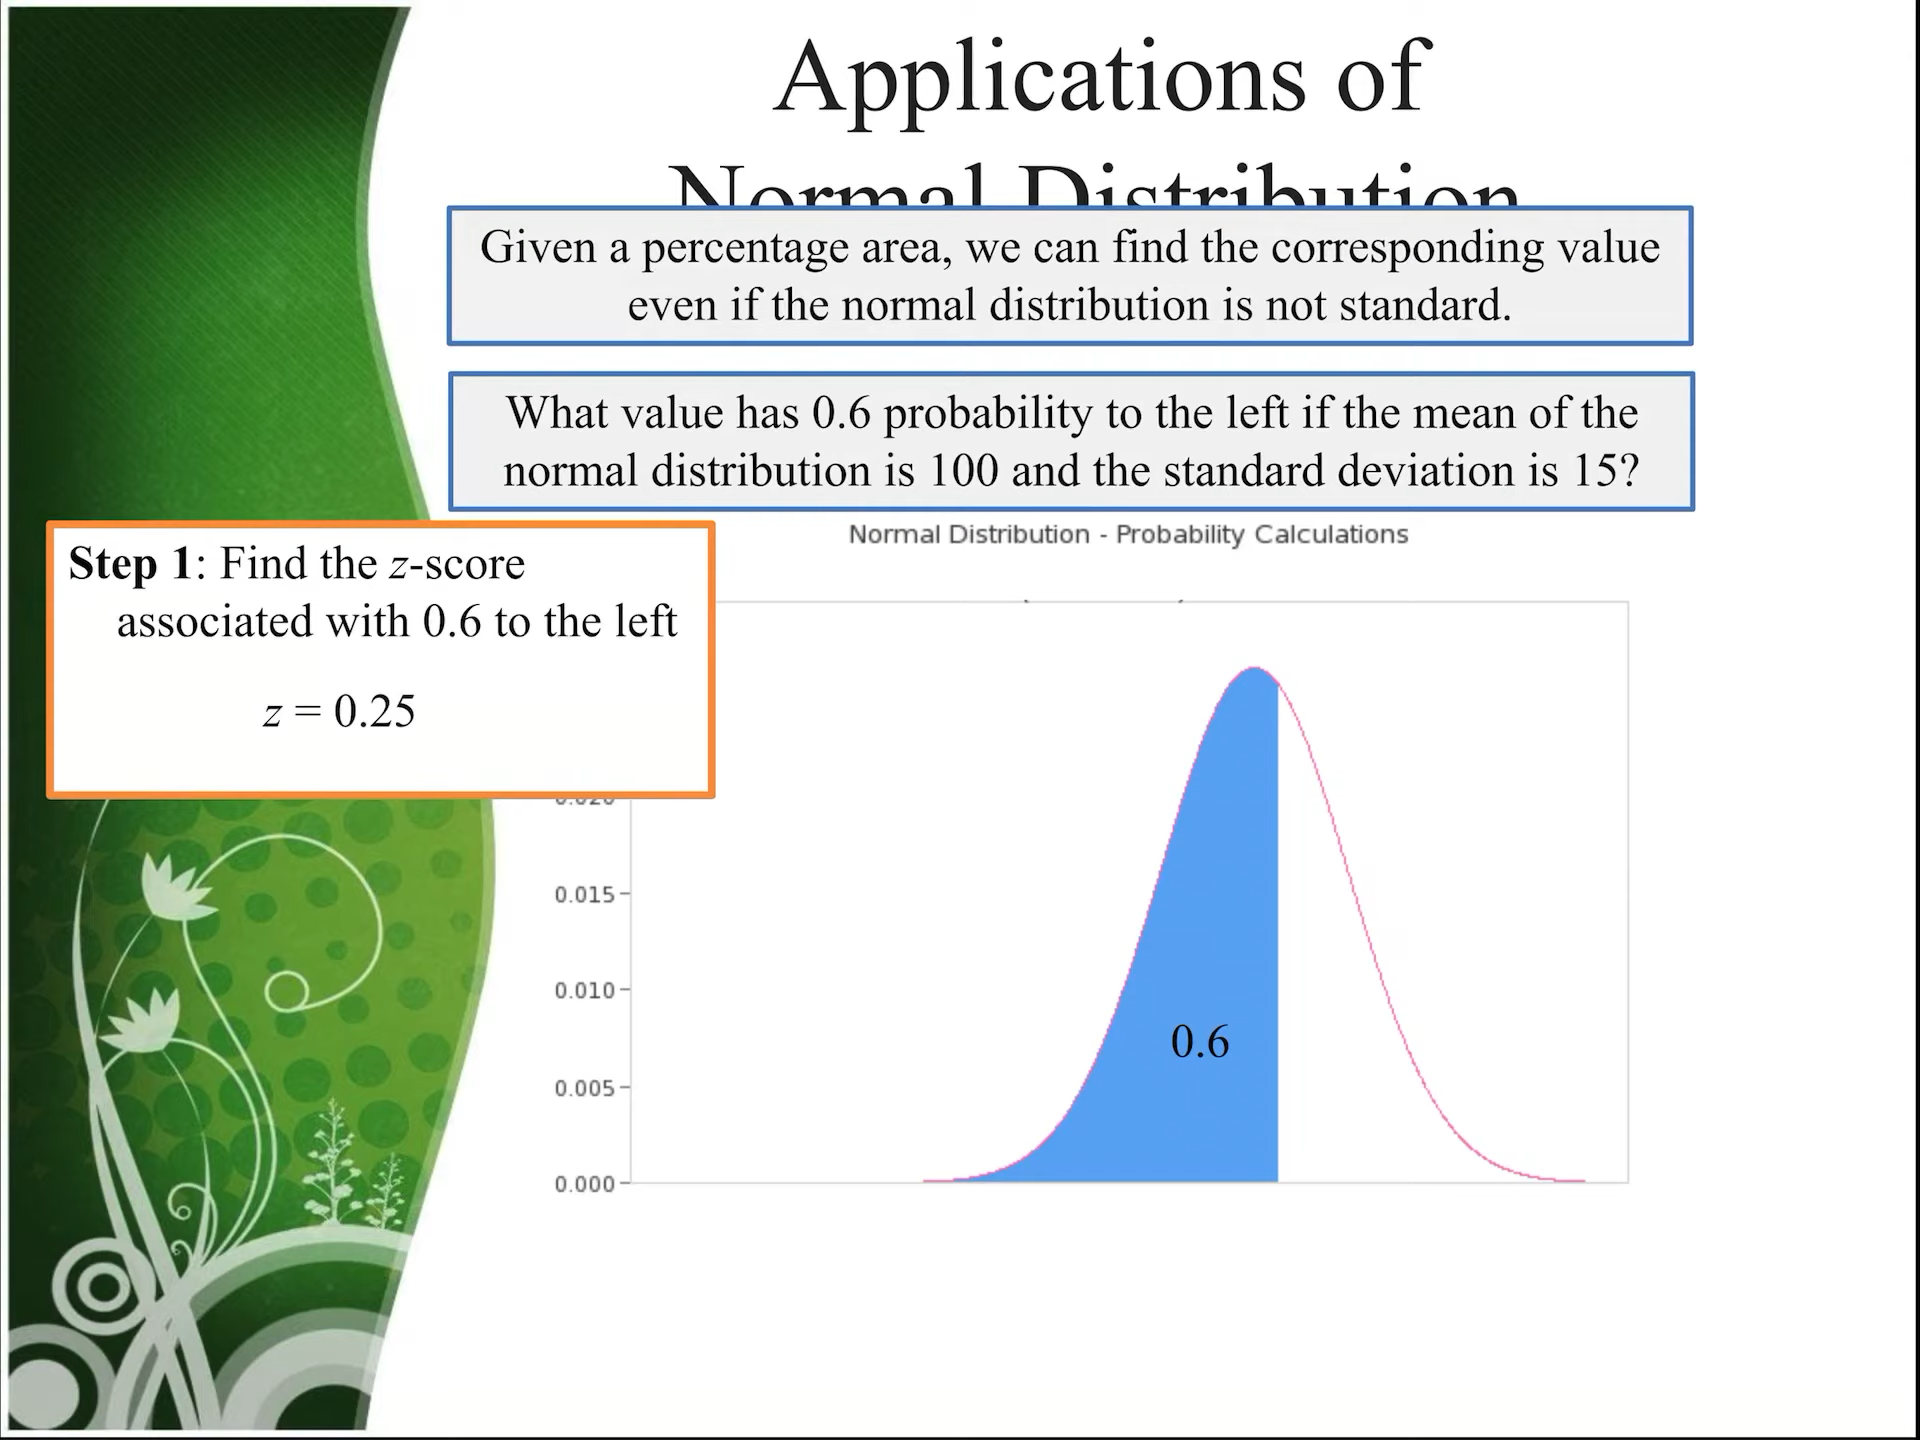 Applications of
Normal Distribution
Given a percentage area, we can find the corresponding value
even if the normal distribution is not standard.
What value has 0.6 probability to the left if the mean of the
normal distribution is 100 and the standard deviation is 15?
Step 1: Find the z-score
associated with 0.6 to the left
z = 0.25
Normal Distribution - Probability Calculations
0.020
0.015
0.010
0.005
0.000
0.6